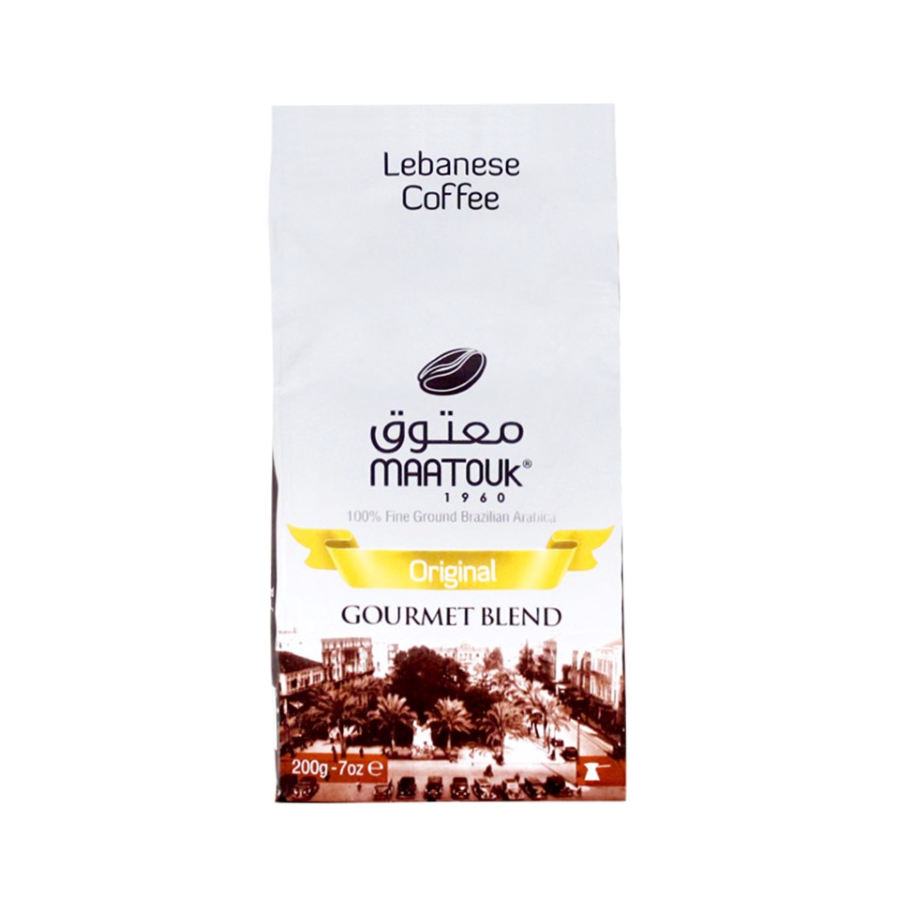 Lebanese
Coffee
معتوق
MAATOUK®
1960
100% Fine Ground Brazilian Arabica
Original
GOURMET BLEND
200g -7oz ℮